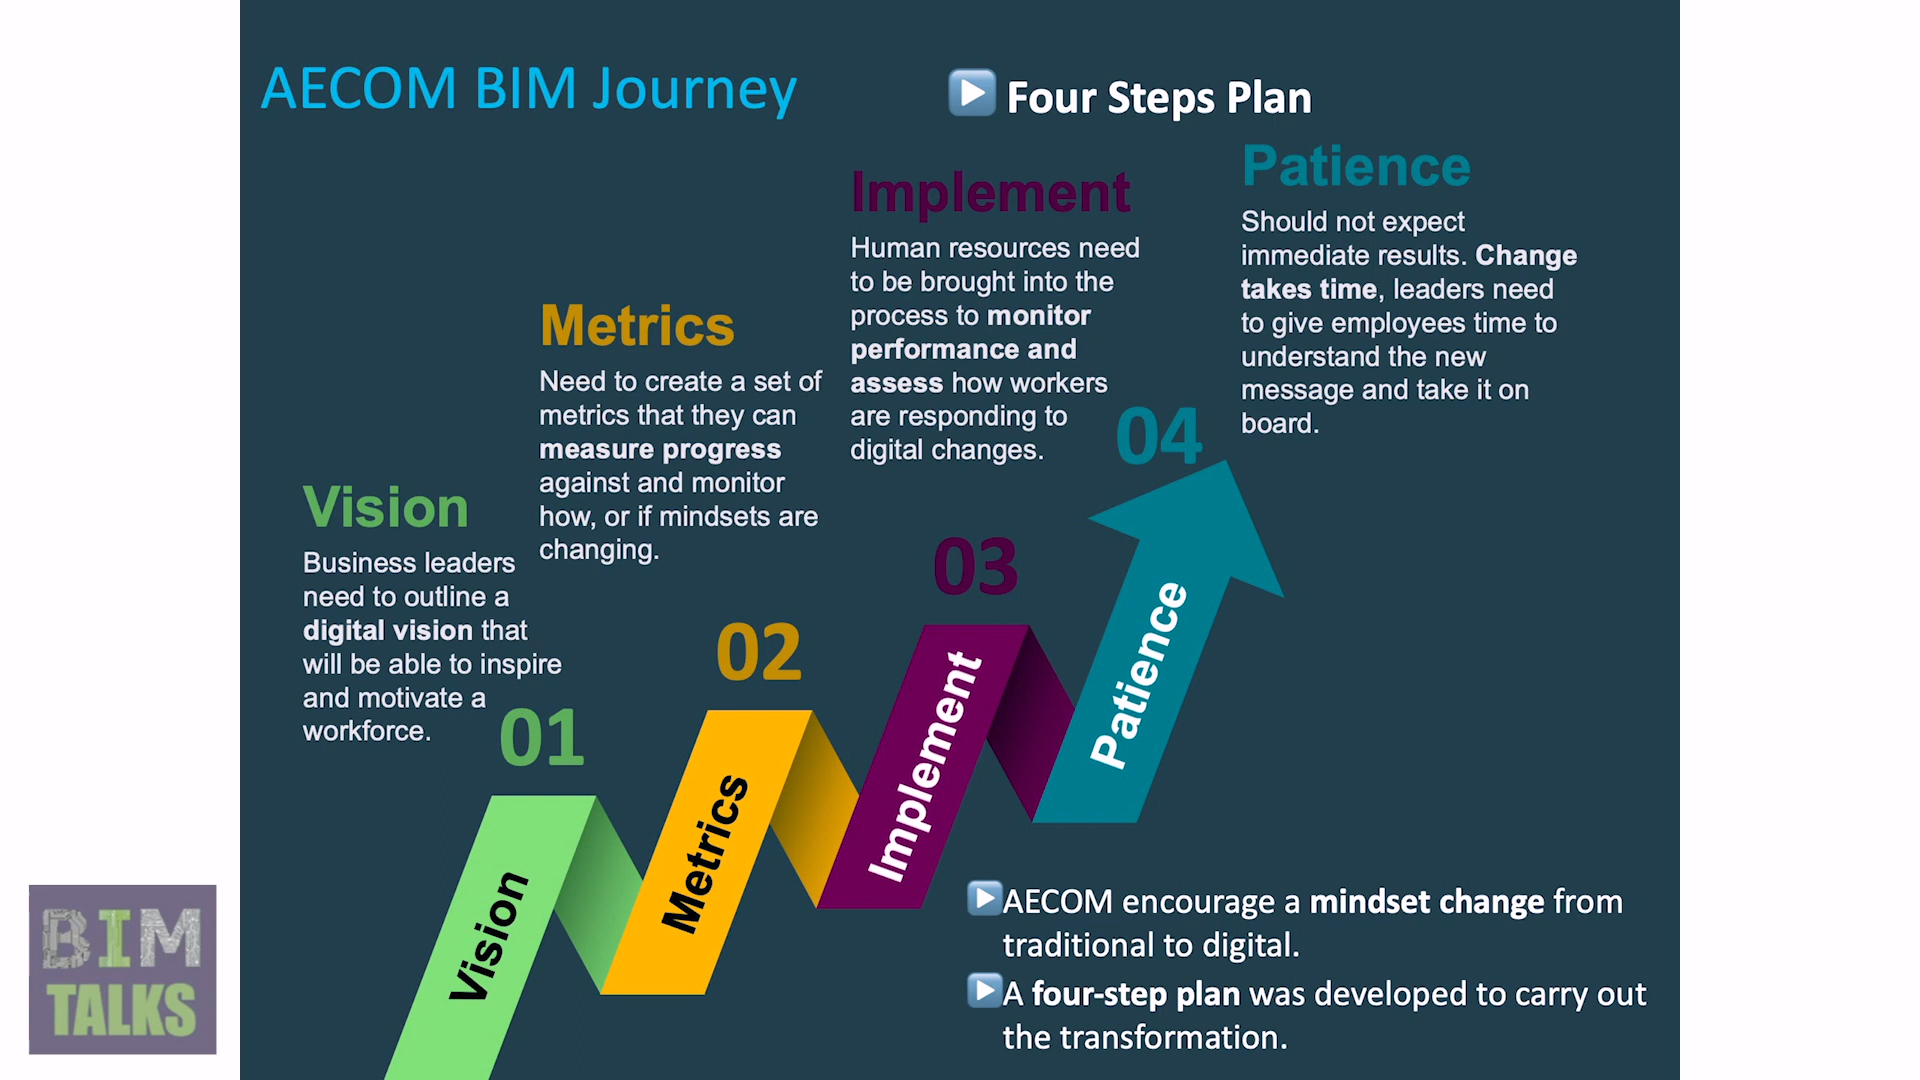 AECOM BIM Journey
Four Steps Plan
Vision
Business leaders
need to outline a
digital vision that
will be able to inspire
and motivate a
workforce.
Metrics
Need to create a set of
metrics that they can
measure progress
against and monitor
how, or if mindsets are
changing.
Implement
Human resources need
to be brought into the
process to monitor
performance and
assess how workers
are responding to
digital changes.
Patience
Should not expect
immediate results. Change
takes time, leaders need
to give employees time to
understand the new
message and take it on
board.
01
02
03
04
Vision
Metrics
Implement
Patience
AECOM encourage a mindset change from
traditional to digital.
A four-step plan was developed to carry out
the transformation.
BIM
TALKS